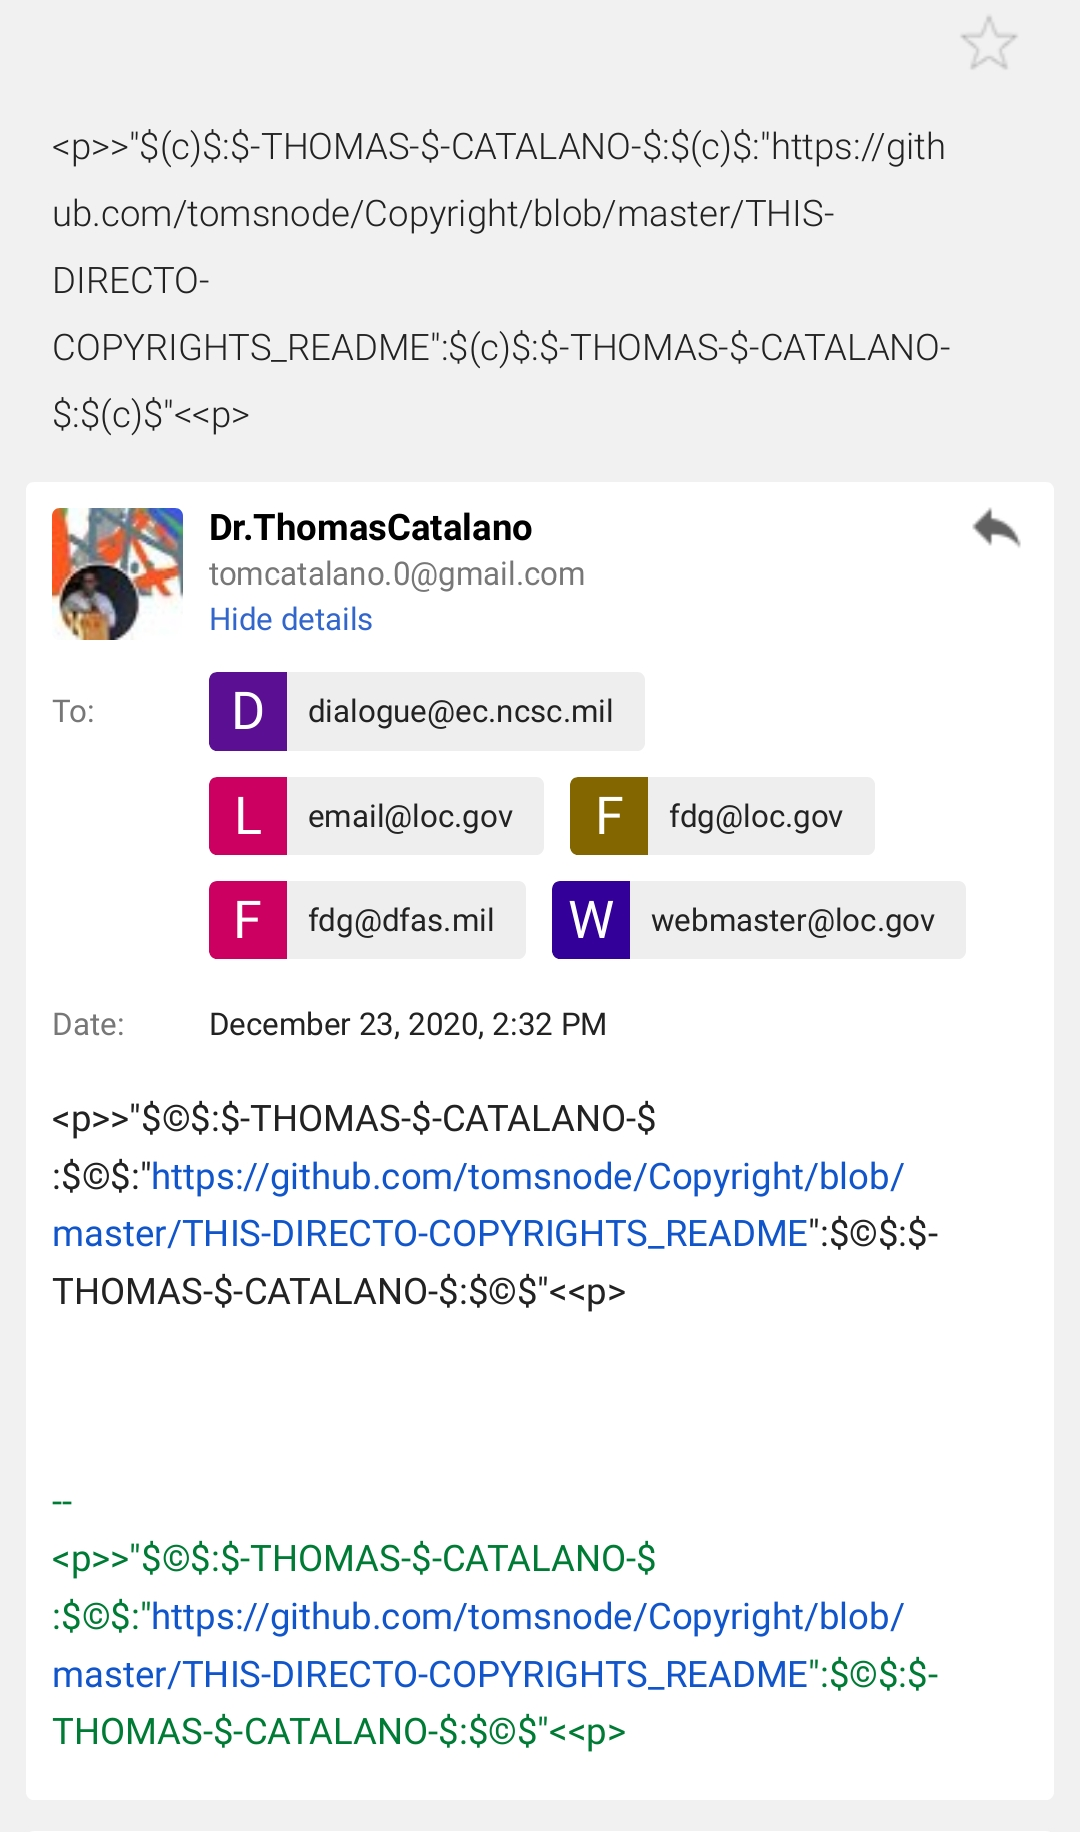 <p>>"$(c)$:$-THOMAS-$-CATALANO-$:$(c)$:"https://gith
ub.com/tomsnode/Copyright/blob/master/THIS-
DIRECTO-
COPYRIGHTS_README":$(c)$:$-THOMAS-$-CATALANO-
$:$(c)$"<<p>
Dr.ThomasCatalano
tomcatalano.0@gmail.com
Hide details
To:
D dialogue@ec.ncsc.mil
L email@loc.gov F fdg@loc.gov
F fdg@dfas.mil W webmaster@loc.gov
Date: December 23, 2020, 2:32 PM
<p>>"$©$:$-THOMAS-$-CATALANO-$
:$©$:"https://github.com/tomsnode/Copyright/blob/
master/THIS-DIRECTO-COPYRIGHTS_README":$©$:$-
THOMAS-$-CATALANO-$:$©$"<<p>
--
<p>>"$©$:$-THOMAS-$-CATALANO-$
:$©$:"https://github.com/tomsnode/Copyright/blob/
master/THIS-DIRECTO-COPYRIGHTS_README":$©$:$-
THOMAS-$-CATALANO-$:$©$"<<p>